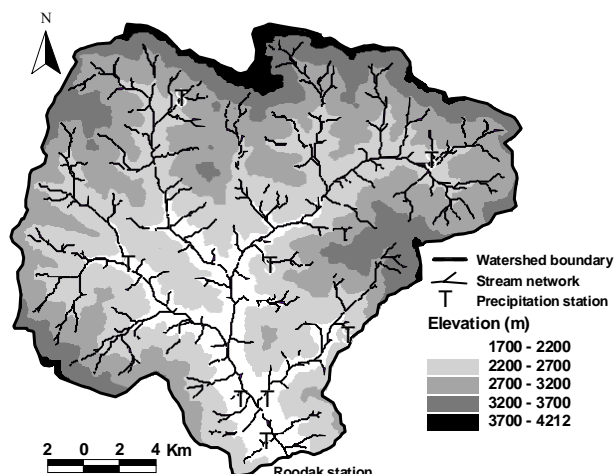 N
Watershed boundary
Stream network
T Precipitation station
Elevation (m)
1700 - 2200
2200 - 2700
2700 - 3200
3200 - 3700
3700 - 4212
2 0 2 4 Km
Roodak station